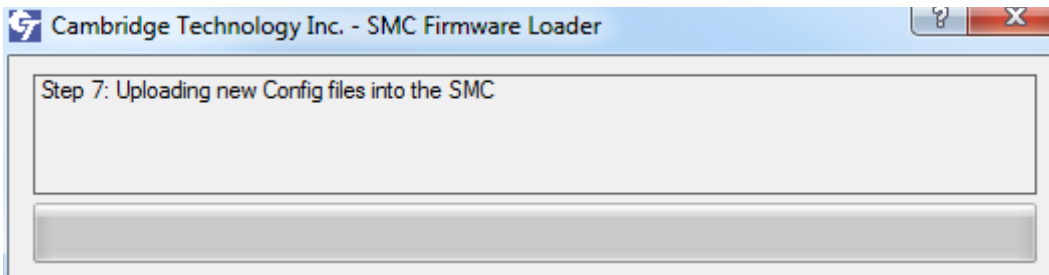 Cambridge Technology Inc. - SMC Firmware Loader
Step 7: Uploading new Config files into the SMC